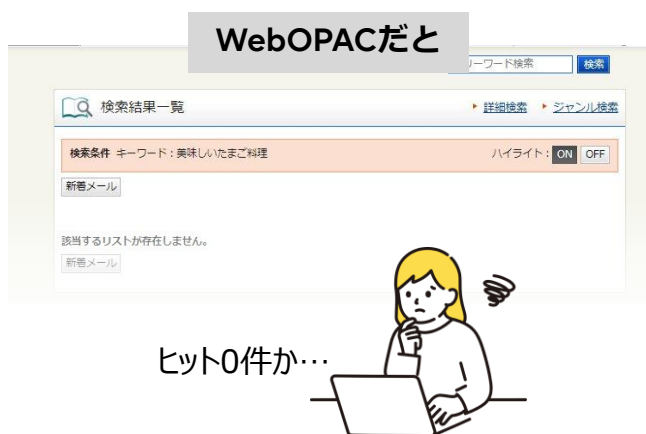 WebOPACだと
ーワード検索 検索
検索結果一覧 詳細検索 ジャンル検索
検索条件 キーワード：美味しいたまご料理 ハイライト： ON OFF
新着メール
該当するリストが存在しません。
新着メール
ヒット0件か…